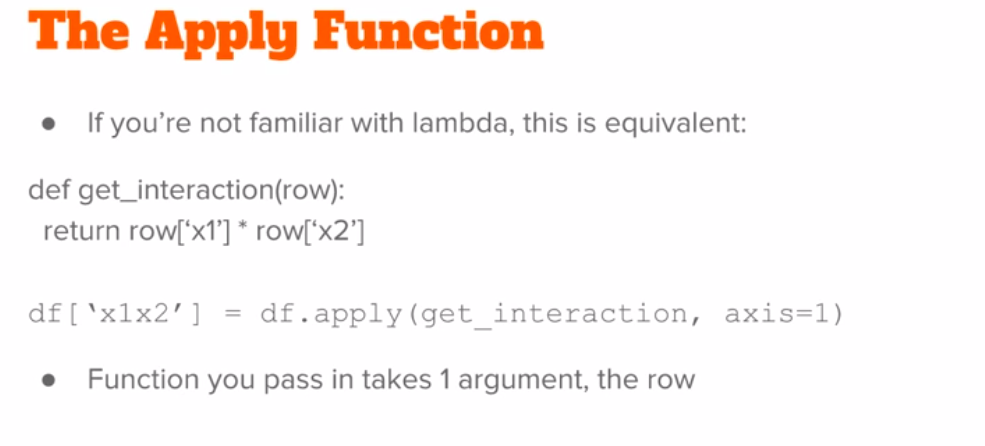 The Apply Function
● If you’re not familiar with lambda, this is equivalent:
def get_interaction(row):
return row[‘x1’] * row[‘x2’]
df[‘x1x2’] = df.apply(get_interaction, axis=1)
● Function you pass in takes 1 argument, the row